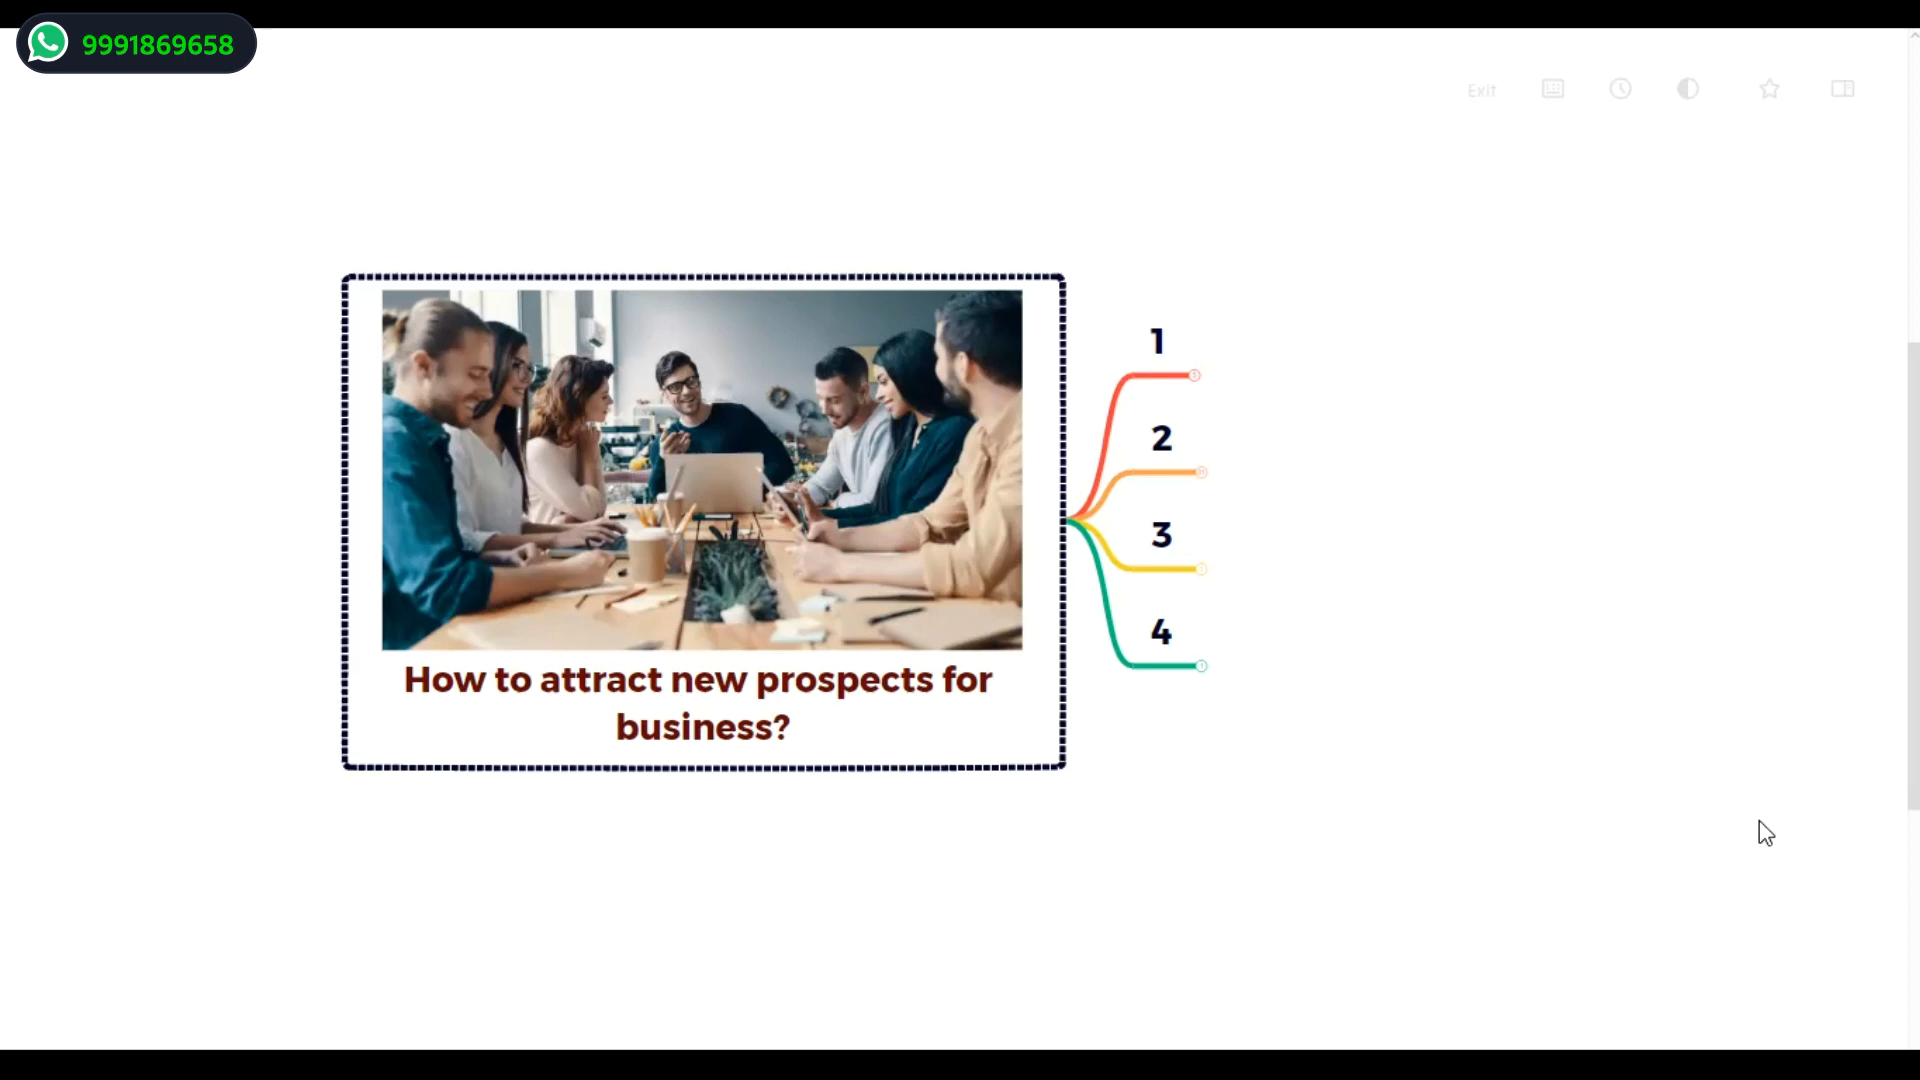 9991869658
Exit
1
2
3
4
How to attract new prospects for
business?